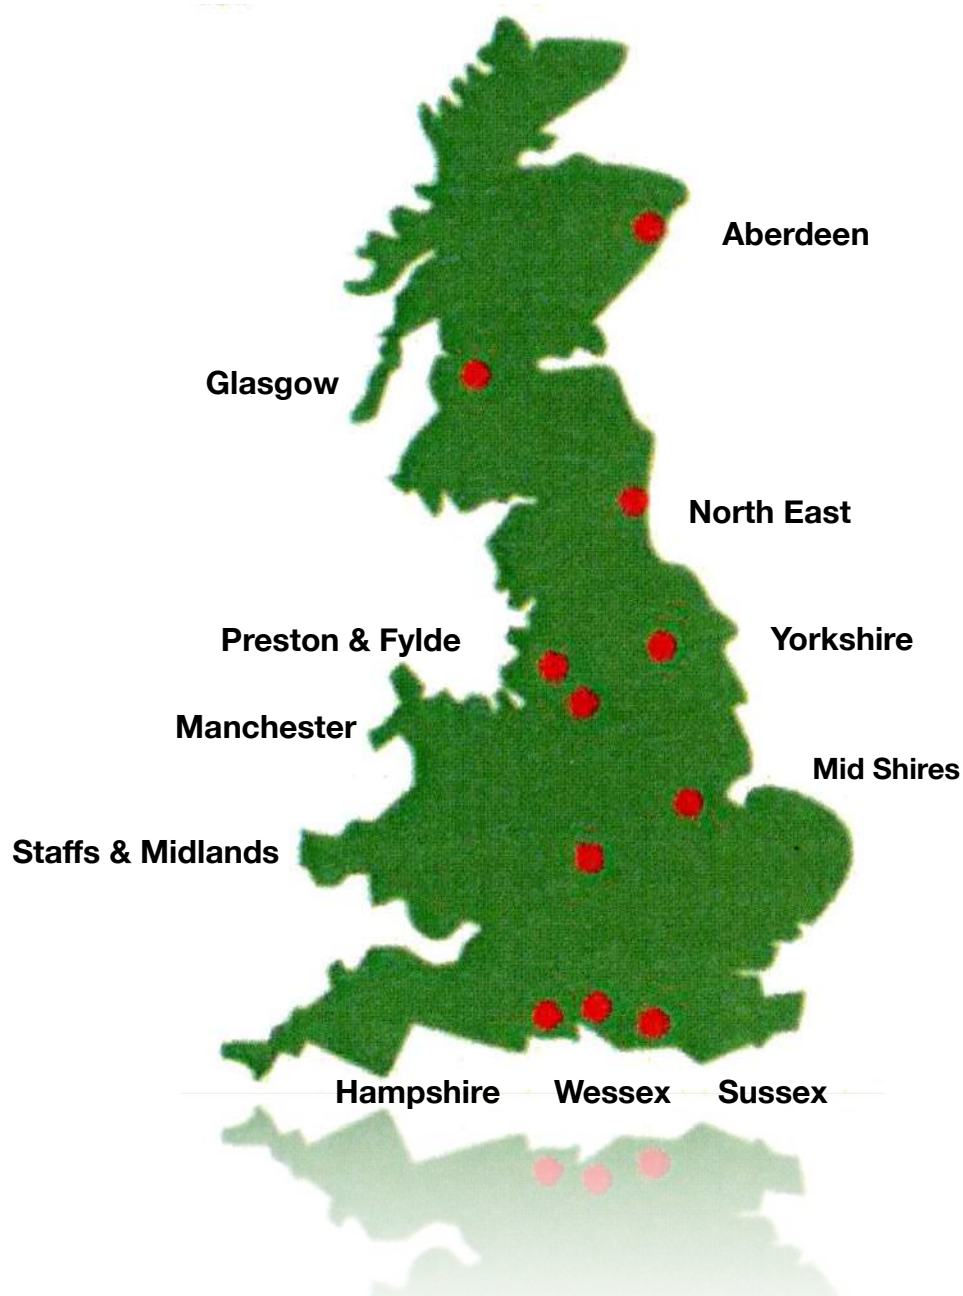 Aberdeen
Glasgow
North East
Preston & Fylde
Yorkshire
Manchester
Mid Shires
Staffs & Midlands
Hampshire
Wessex
Sussex